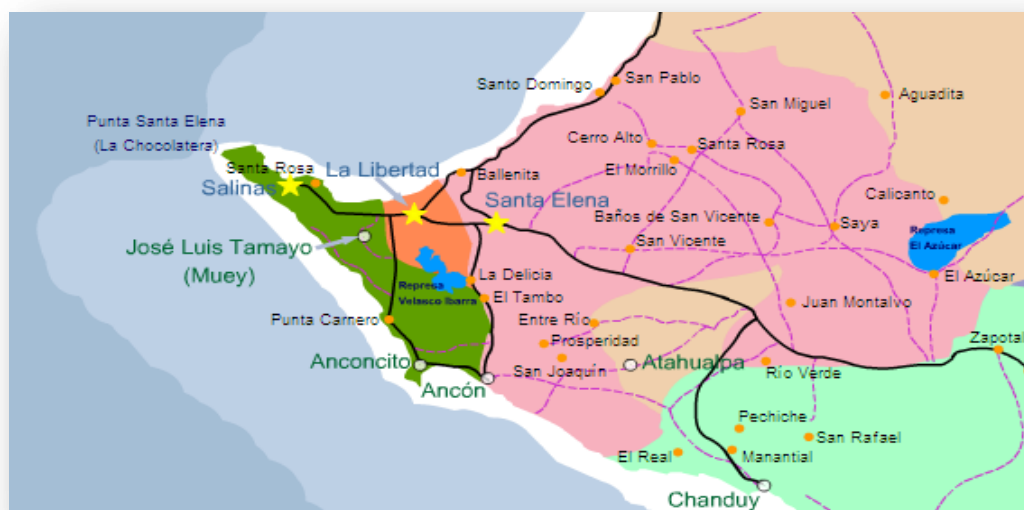 San Pablo
Santo Domingo
Aguadita
San Miguel
Punta Santa Elena
(La Chocolatera)
Cerro Alto
Santa Rosa
El Morrillo
Santa Rosa
La Libertad
Ballenita
Salinas
Santa Elena
Calicanto
Baños de San Vicente
Saya
Represa
El Azúcar
José Luis Tamayo
(Muey)
San Vicente
La Delicia
El Azúcar
Represa
Velasco Ibarra
El Tambo
Juan Montalvo
Punta Carnero
Entre Río
Prosperidad
Zapotal
Anconcito
San Joaquín
Atahualpa
Río Verde
Ancón
Pechiche
San Rafael
El Real
Manantial
Chanduy